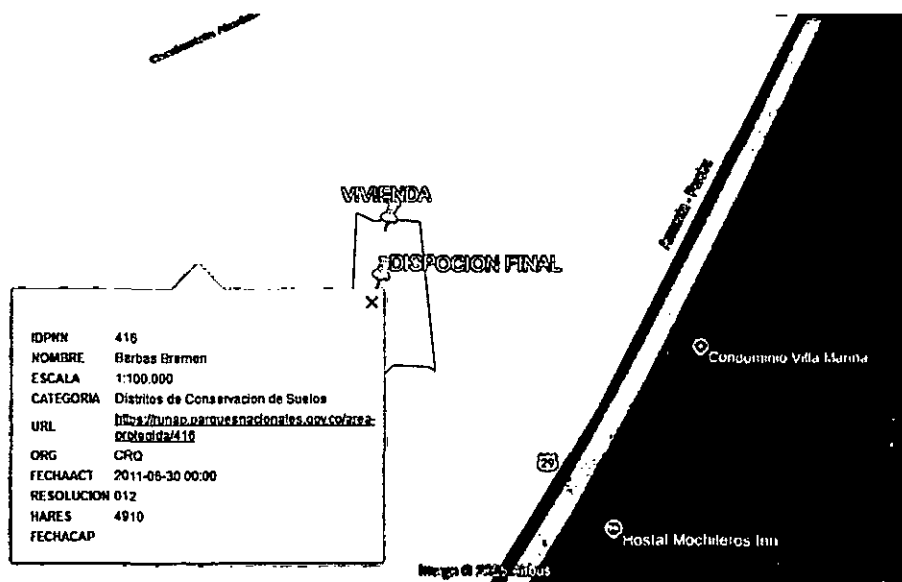 VIVIENDA
DISPOCION FINAL
Condominio Villa Marina
29
Hostal Mochileros Inn
IDPNN 416
NOMBRE Barbas Bremen
ESCALA 1:100.000
CATEGORIA Distritos de Conservacion de Suelos
URL https://runap.parquesnacionales.gov.co/area-
protegida/416
ORG CRQ
FECHAACT 2011-06-30 00:00
RESOLUCION 012
HARES 4910
FECHACAP